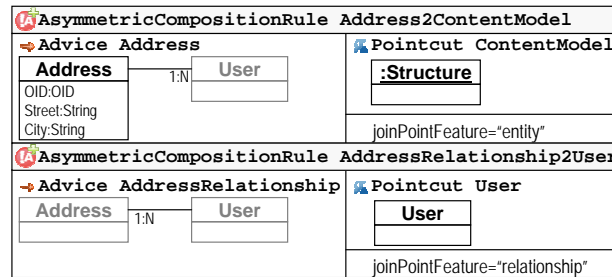 AsymmetricCompositionRule Address2ContentModel
Advice Address
Pointcut ContentModel
Address
1:N
User
:Structure
OID:OID
Street:String
City:String
joinPointFeature="entity"
AsymmetricCompositionRule AddressRelationship2User
Advice AddressRelationship
Pointcut User
Address
1:N
User
User
joinPointFeature="relationship"